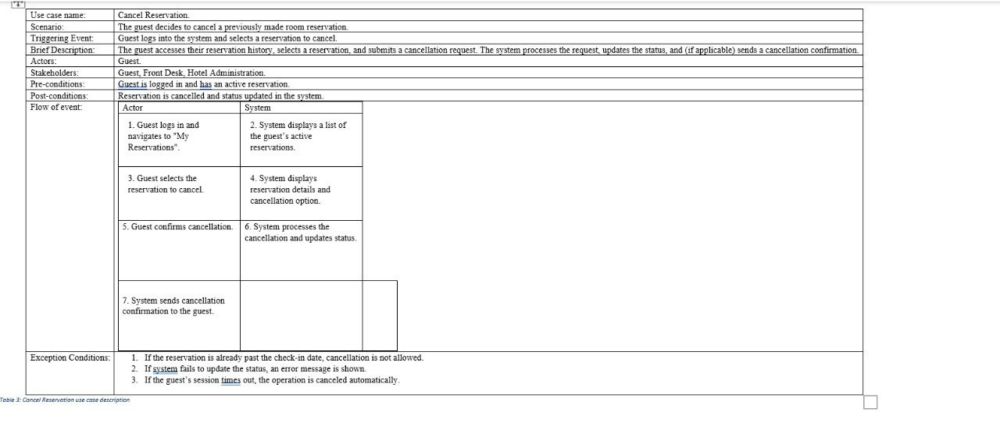 Use case name: Cancel Reservation.
Scenario: The guest decides to cancel a previously made room reservation.
Triggering Event: Guest logs into the system and selects a reservation to cancel.
Brief Description: The guest accesses their reservation history, selects a reservation, and submits a cancellation request. The system processes the request, updates the status, and (if applicable) sends a cancellation confirmation.
Actors: Guest.
Stakeholders: Guest, Front Desk, Hotel Administration.
Pre-conditions: Guest is logged in and has an active reservation.
Post-conditions: Reservation is cancelled and status updated in the system.
Flow of event:
Actor
System
1. Guest logs in and
navigates to "My
Reservations".
2. System displays a list of
the guest's active
reservations.
3. Guest selects the
reservation to cancel.
4. System displays
reservation details and
cancellation option.
5. Guest confirms cancellation.
6. System processes the
cancellation and updates status.
7. System sends cancellation
confirmation to the guest.
Exception Conditions:
1. If the reservation is already past the check-in date, cancellation is not allowed.
2. If system fails to update the status, an error message is shown.
3. If the guest's session times out, the operation is canceled automatically.
Table 3: Cancel Reservation use case description